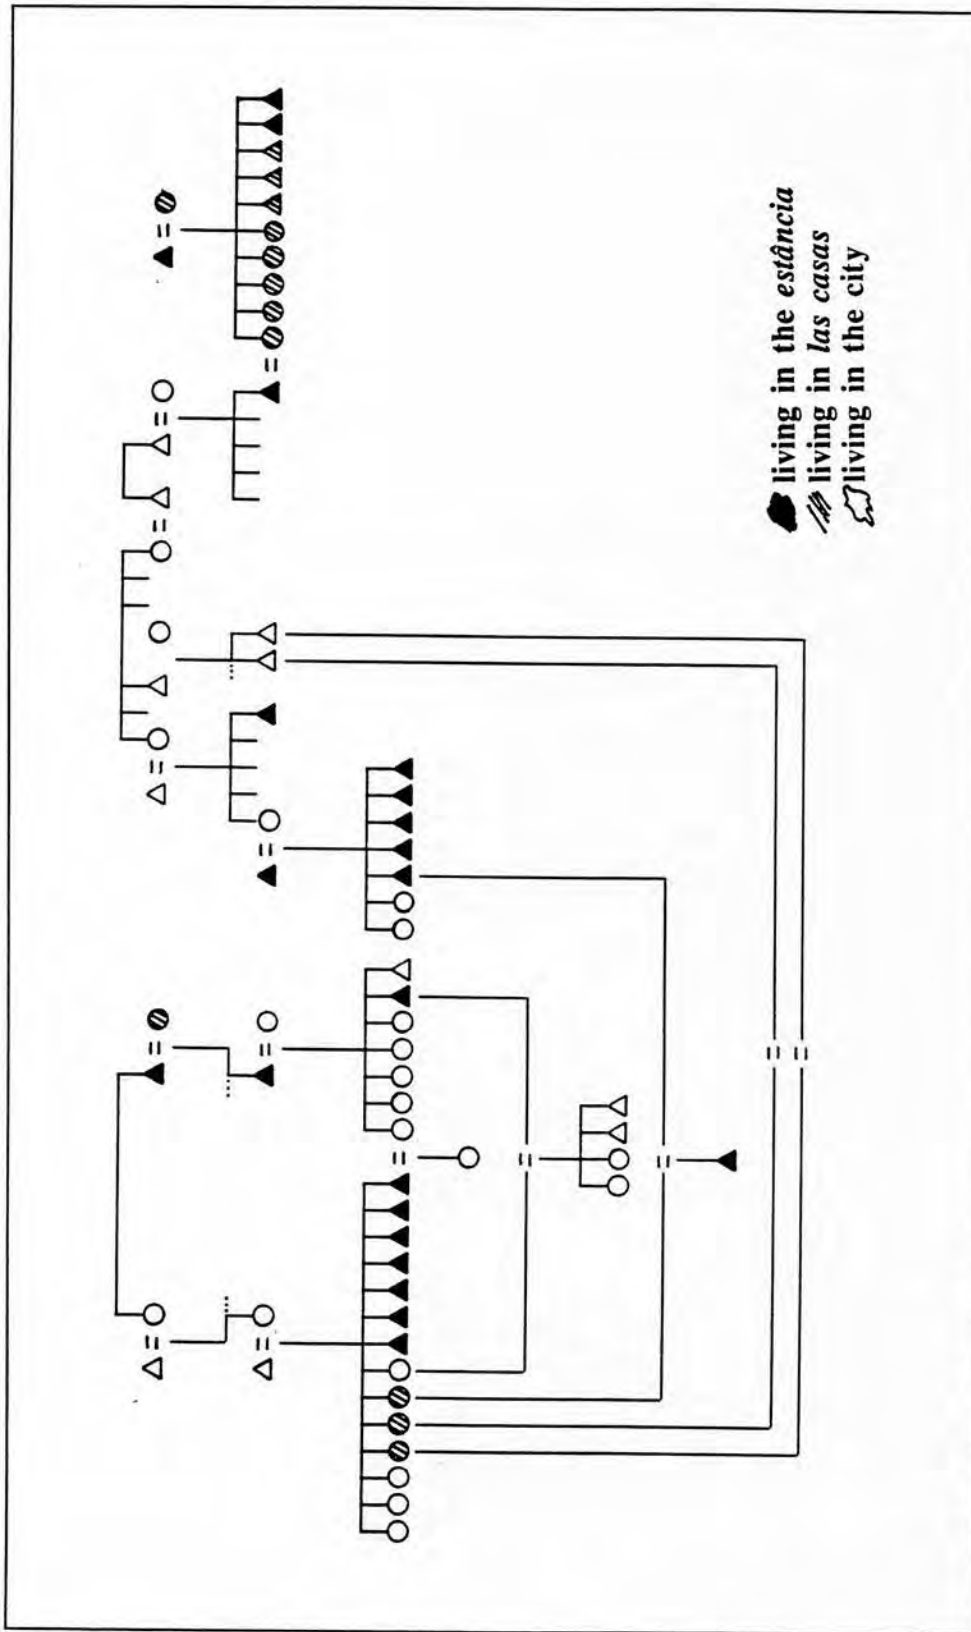 living in the estância
living in las casas
living in the city